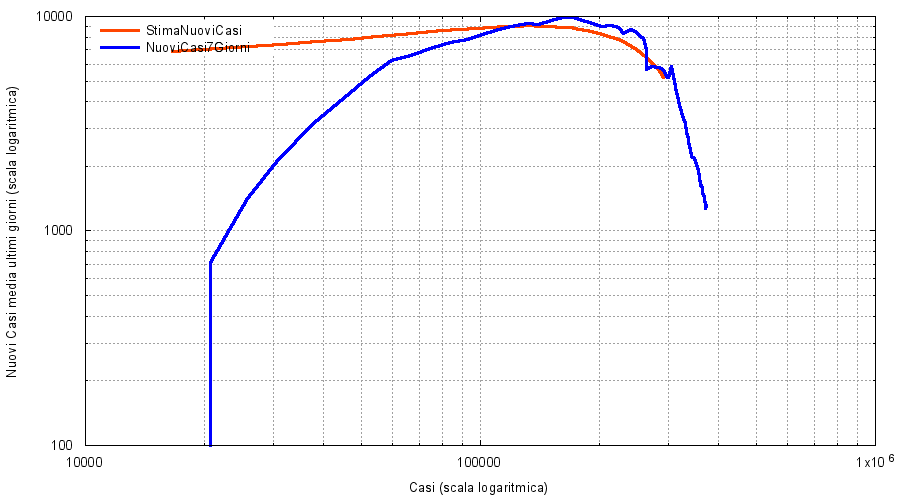 10000
StimaNuoviCasi
NuoviCasi7Giorni
Nuovi Casi media ultimi giorni (scala logaritmica)
1000
100
10000
100000
1x10 6
Casi (scala logaritmica)